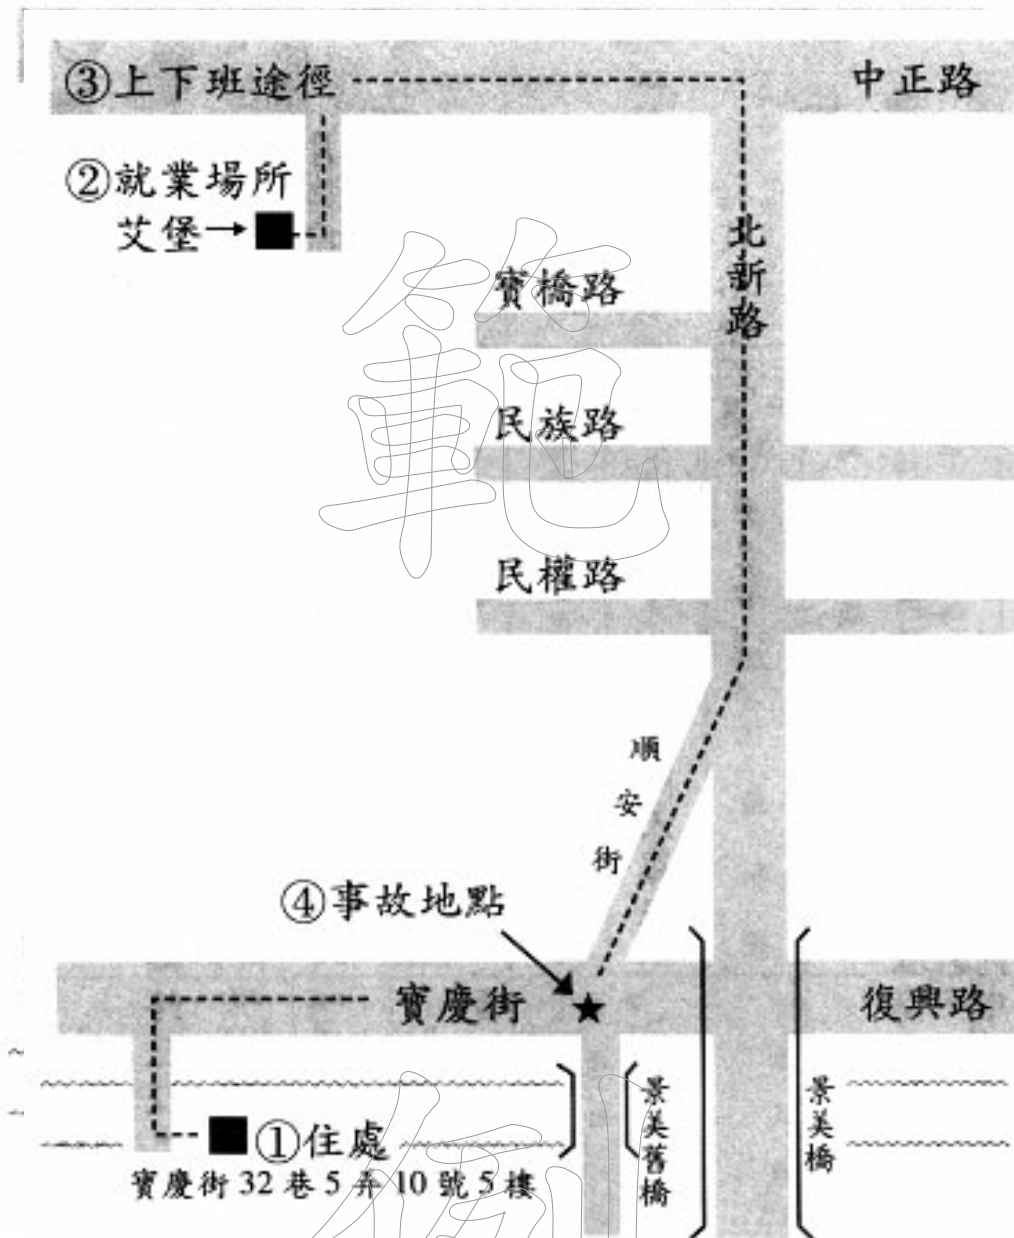 ③上下班途徑
中正路
②就業場所
艾堡→
北新路
寶橋路
民族路
民權路
順安街
④事故地點
寶慶街
復興路
景美舊橋
景美橋
①住處
寶慶街32巷5弄10號5樓
範